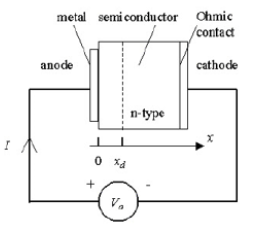 metal semiconductor Ohmic
contact
anode cathode
n-type
I x
0 x_d
+ -
V_a